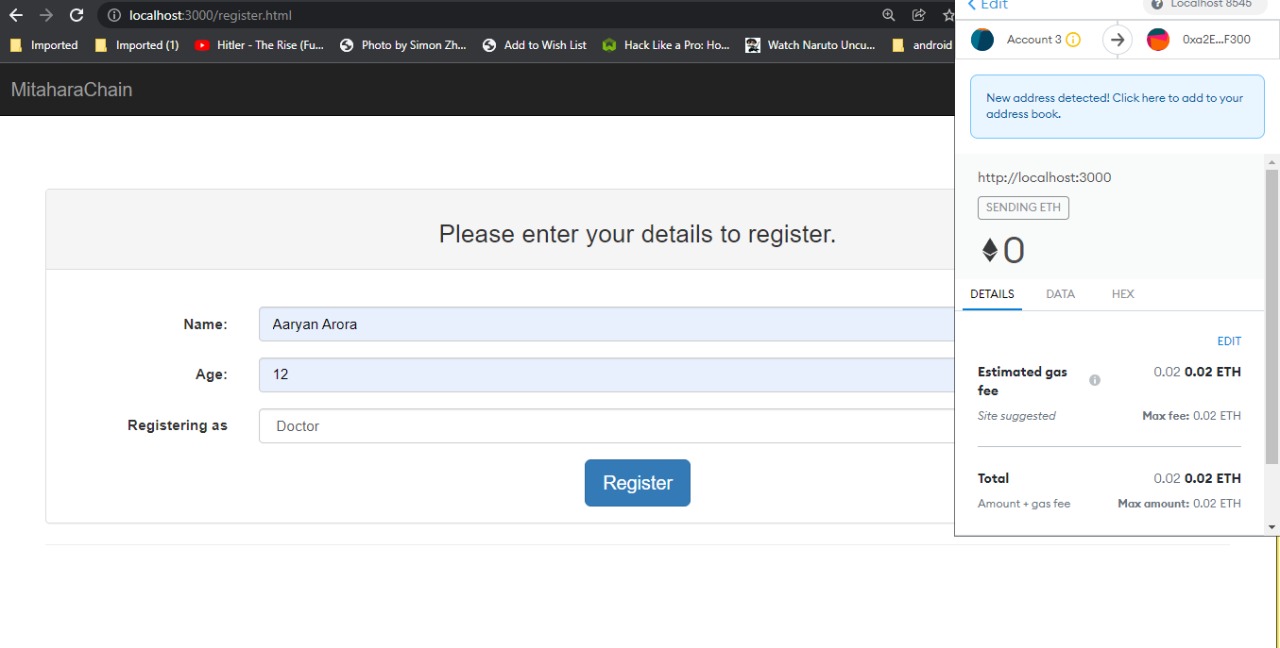 localhost:3000/register.html
Imported
Imported (1)
Hitler - The Rise (Fu...
Photo by Simon Zh...
Add to Wish List
Hack Like a Pro: Ho...
Watch Naruto Uncu...
android
MitaharaChain
Please enter your details to register.
Name:
Aaryan Arora
Age:
12
Registering as
Doctor
Register
Edit
Localhost 8545
Account 3
0xa2E...F300
New address detected! Click here to add to your
address book.
http://localhost:3000
SENDING ETH
0
DETAILS
DATA
HEX
EDIT
Estimated gas
fee
0.02 0.02 ETH
Site suggested
Max fee: 0.02 ETH
Total
0.02 0.02 ETH
Amount + gas fee
Max amount: 0.02 ETH